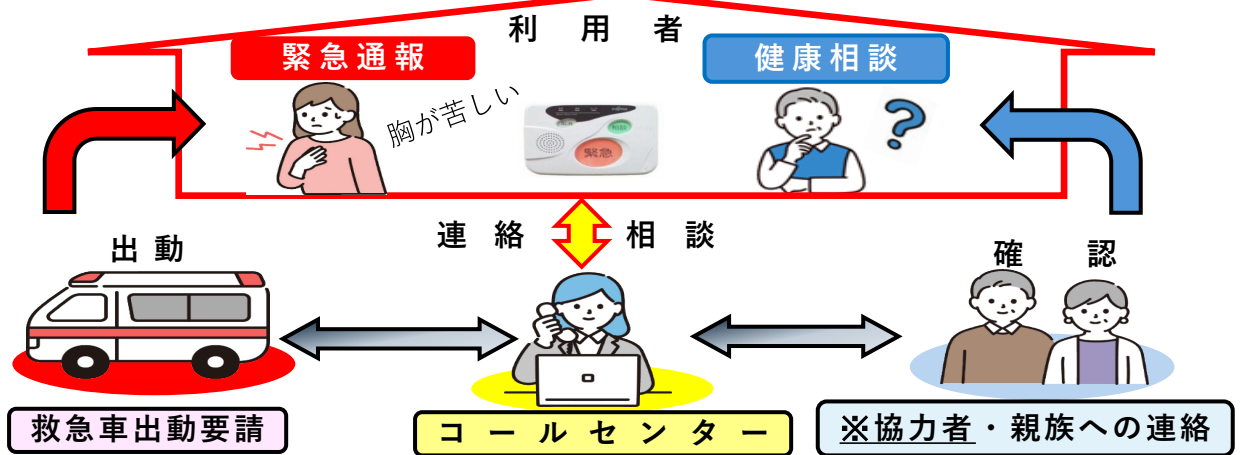 利用者
緊急通報
健康相談
胸が苦しい
緊急
連絡
相談
出動
確認
救急車出動要請
コールセンター
※協力者・親族への連絡